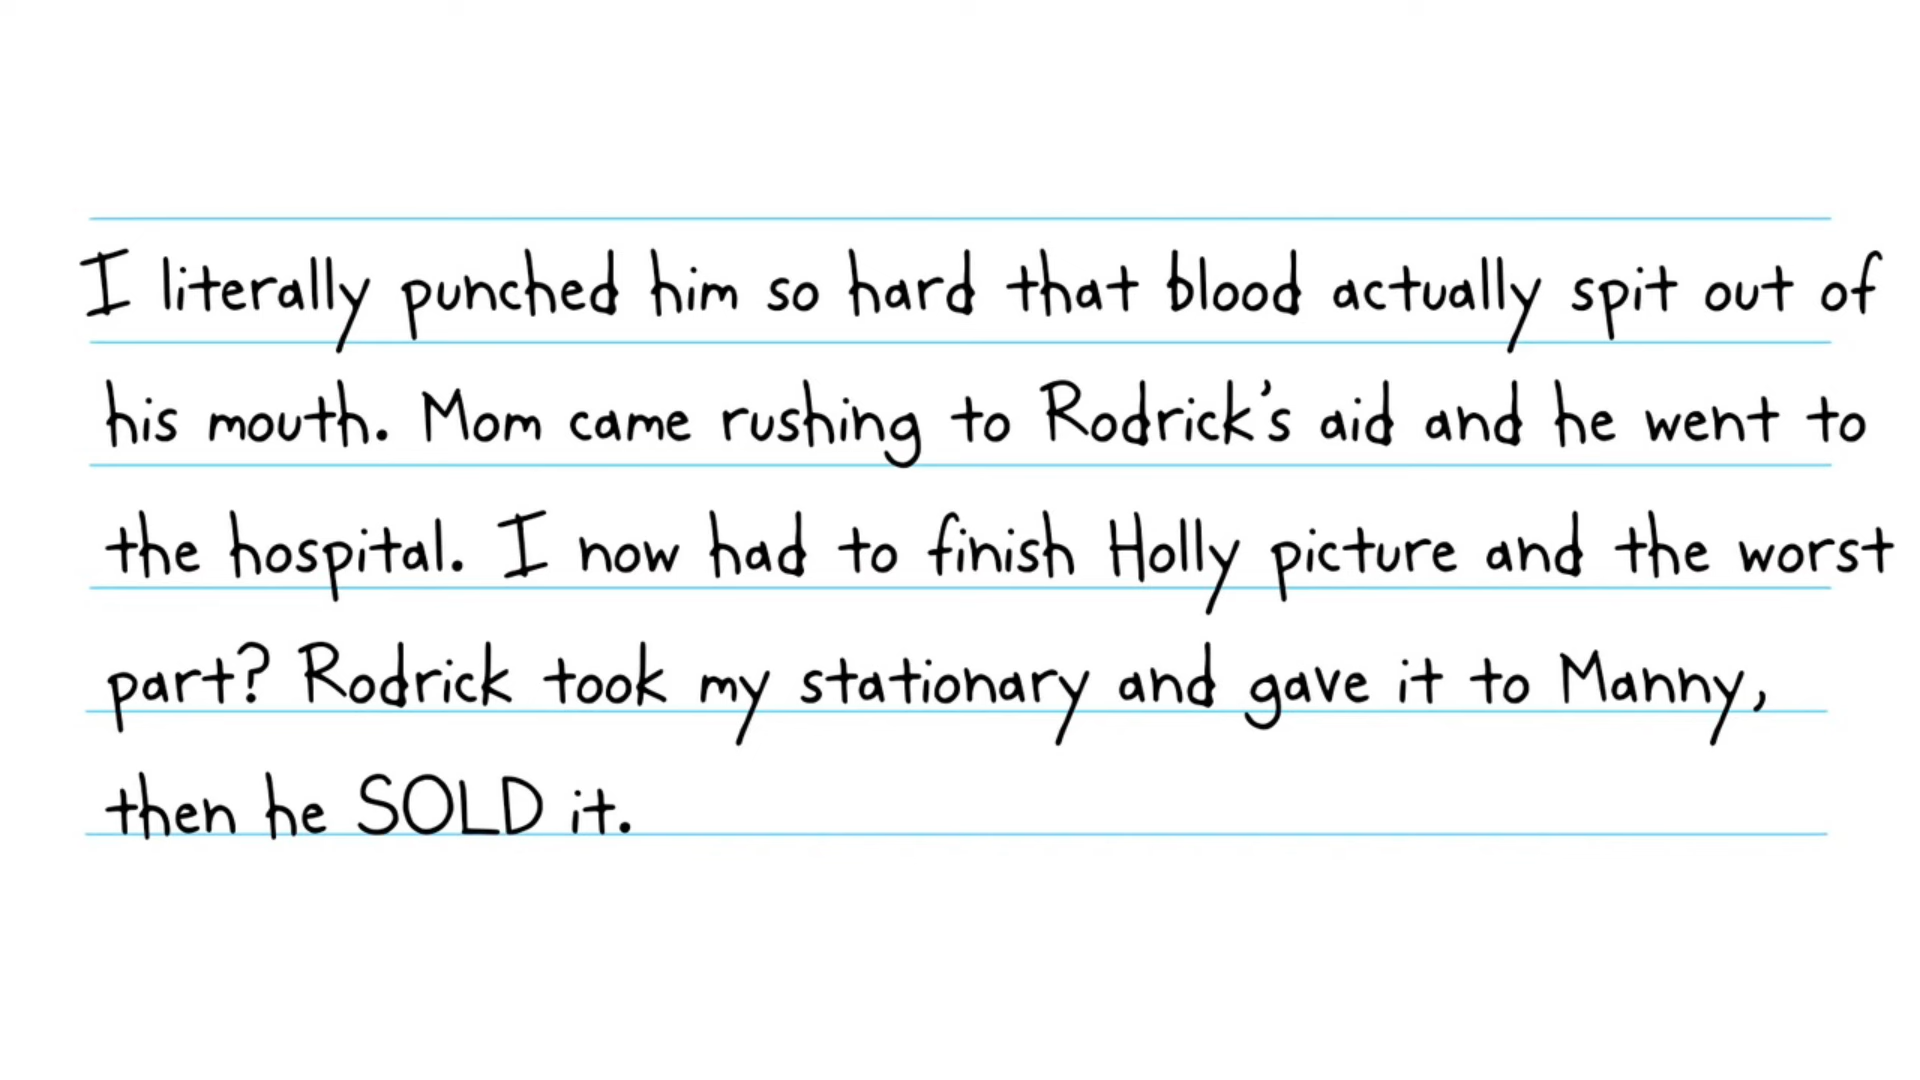 I literally punched him so hard that blood actually spit out of
his mouth. Mom came rushing to Rodrick's aid and he went to
the hospital. I now had to finish Holly picture and the worst
part? Rodrick took my stationary and gave it to Manny,
then he SOLD it.